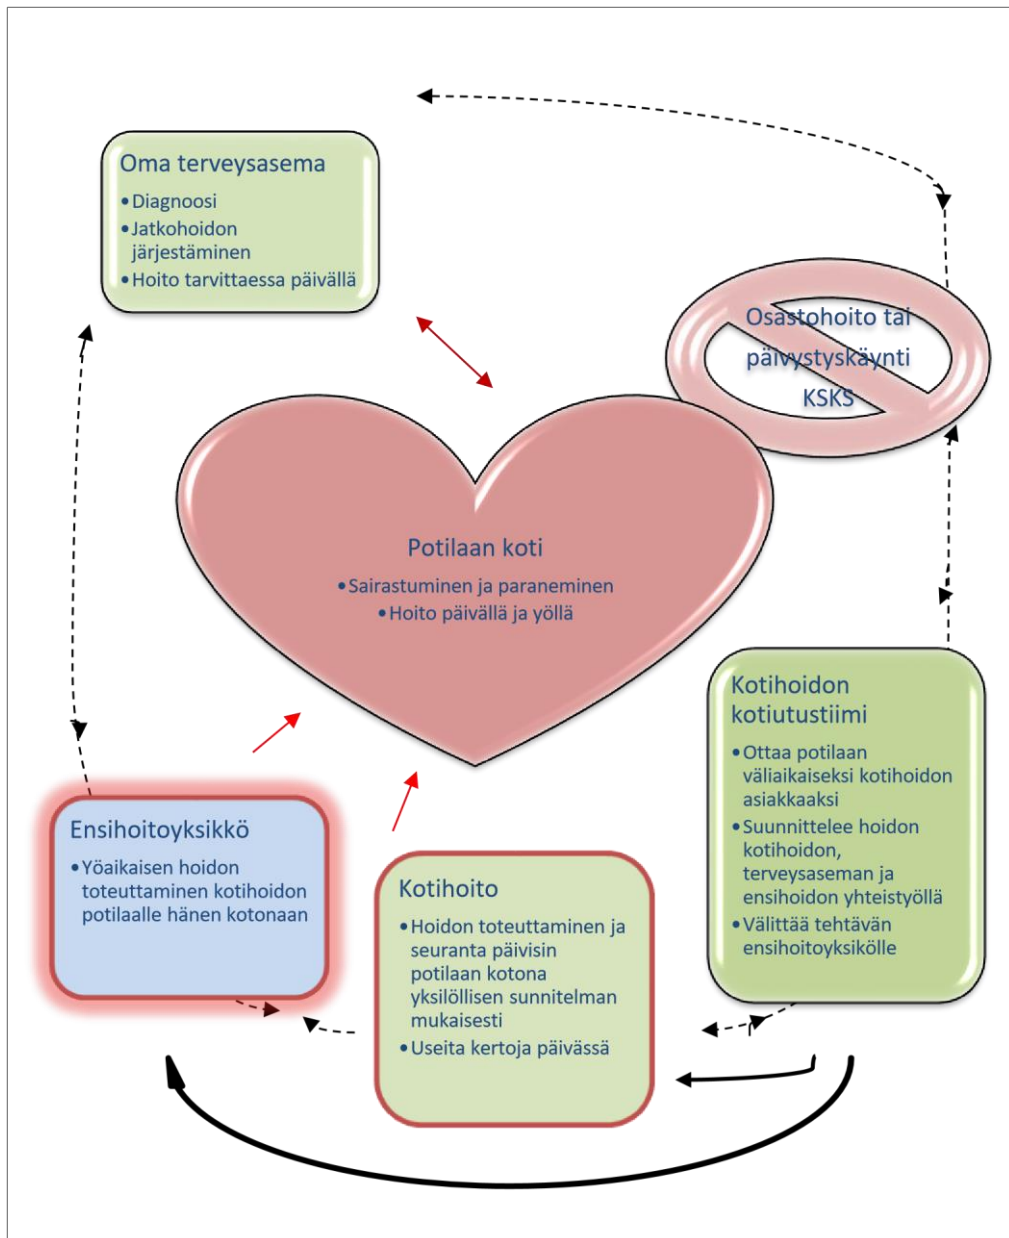 Oma terveysasema
•Diagnoosi
•Jatkohoidon
järjestäminen
•Hoito tarvittaessa päivällä
Osastohoito tai
päivystyskäynti
KSKS
Potilaan koti
•Sairastuminen ja paraneminen
•Hoito päivällä ja yöllä
Kotihoidon
kotiutustiimi
•Ottaa potilaan
väliaikaiseksi kotihoidon
asiakkaaksi
•Suunnittelee hoidon
kotihoidon,
terveysaseman ja
ensihoidon yhteistyöllä
•Välittää tehtävän
ensihoitoyksikölle
Ensihoitoyksikkö
•Yöaikaisen hoidon
toteuttaminen kotihoidon
potilaalle hänen kotonaan
Kotihoito
•Hoidon toteuttaminen ja
seuranta päivisin
potilaan kotona
yksilöllisen sunnitelman
mukaisesti
•Useita kertoja päivässä